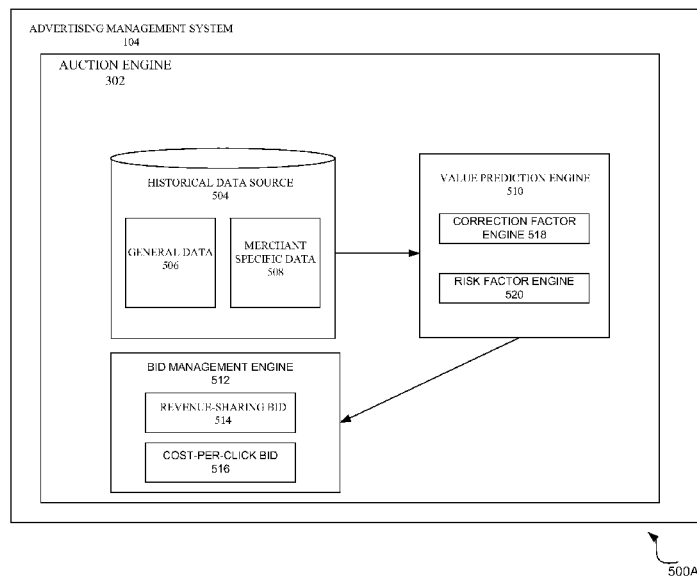 ADVERTISING MANAGEMENT SYSTEM
104
AUCTION ENGINE
302
HISTORICAL DATA SOURCE
504
GENERAL DATA
506
MERCHANT
SPECIFIC DATA
508
VALUE PREDICTION ENGINE
510
CORRECTION FACTOR
ENGINE 518
RISK FACTOR ENGINE
520
BID MANAGEMENT ENGINE
512
REVENUE-SHARING BID
514
COST-PER-CLICK BID
516
500A